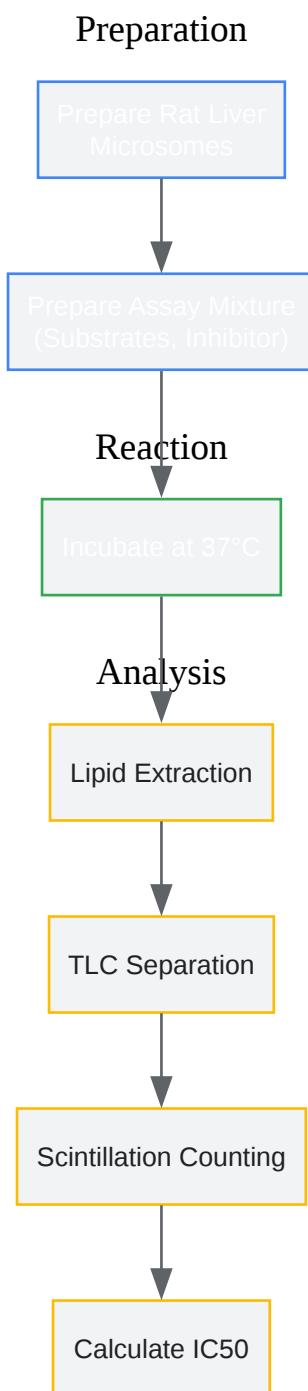 Preparation
Prepare Rat Liver
Microsomes
Prepare Assay Mixture
(Substrates, Inhibitor)
Reaction
Incubate at 37°C
Analysis
Lipid Extraction
TLC Separation
Scintillation Counting
Calculate IC50